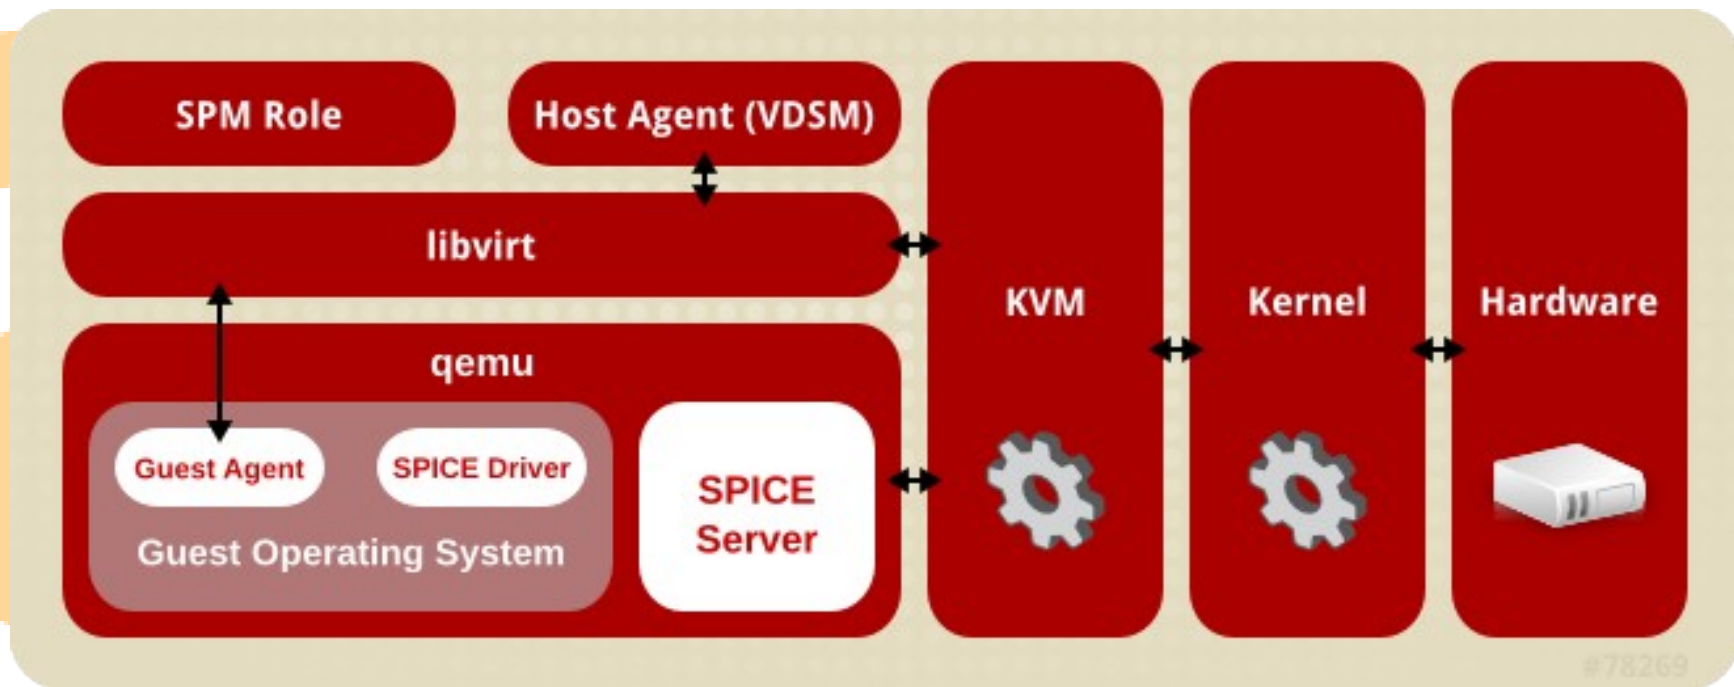 SPM Role
Host Agent (VDSM)
libvirt
KVM
Kernel
Hardware
qemu
Guest Agent
SPICE Driver
Guest Operating System
SPICE
Server
#78269